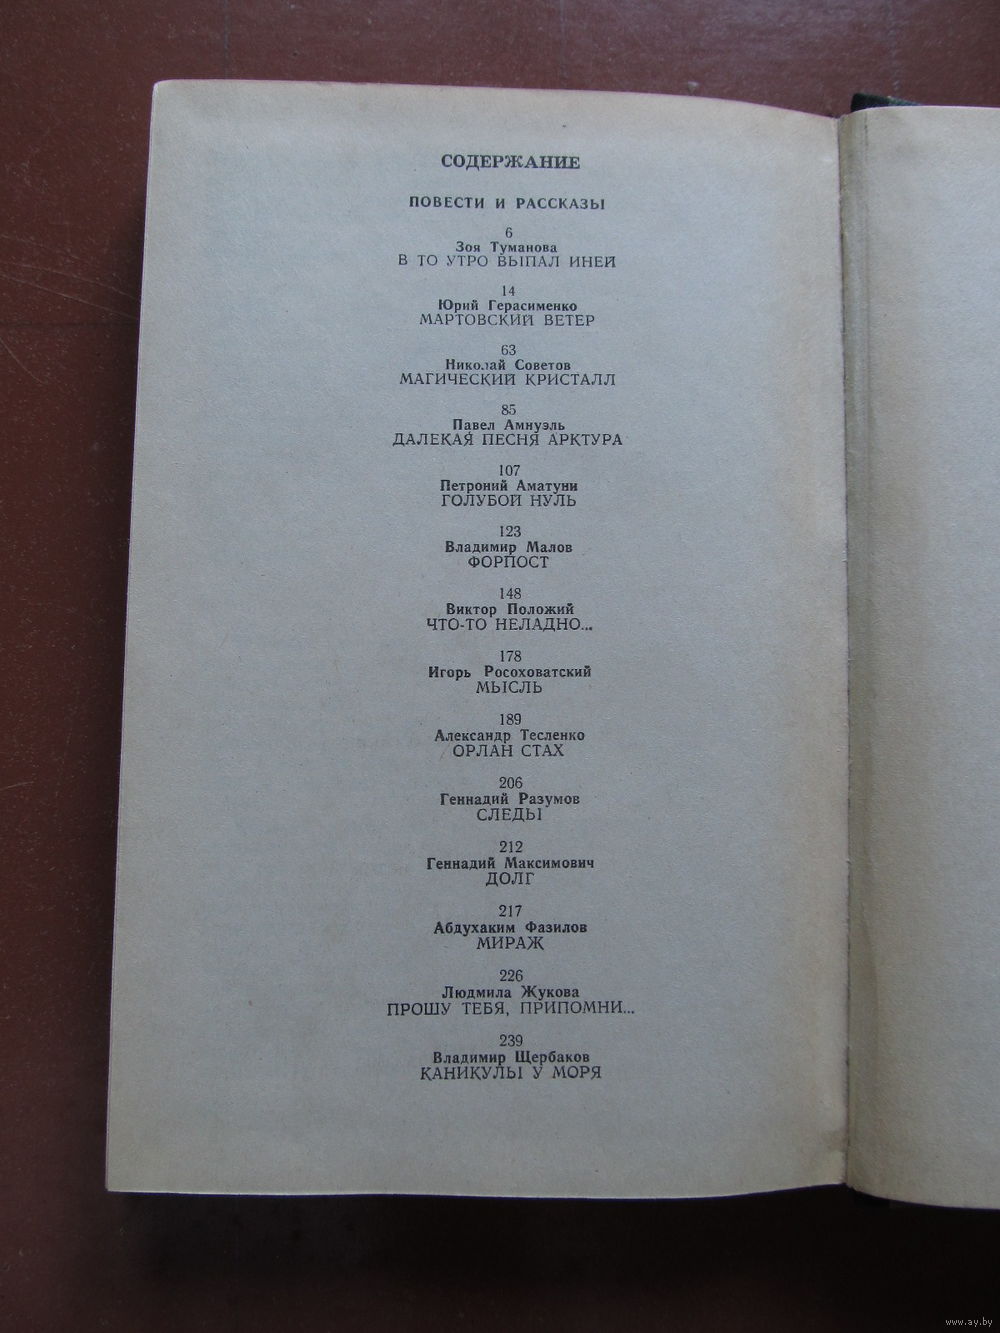 СОДЕРЖАНИЕ
ПОВЕСТИ И РАССКАЗЫ
6
Зоя Туманова
В ТО УТРО ВЫПАЛ ИНЕЙ
14
Юрий Герасименко
МАРТОВСКИЙ ВЕТЕР
63
Николай Советов
МАГИЧЕСКИЙ КРИСТАЛЛ
85
Павел Амнуэль
ДАЛЕКАЯ ПЕСНЯ АРКТУРА
107
Петроний Аматуни
ГОЛУБОЙ НУЛЬ
123
Владимир Малов
ФОРПОСТ
148
Виктор Положий
ЧТО-ТО НЕЛАДНО...
178
Игорь Росоховатский
МЫСЛЬ
189
Александр Тесленко
ОРЛАН СТАХ
206
Геннадий Разумов
СЛЕДЫ
212
Геннадий Максимович
ДОЛГ
217
Абдухаким Фазилов
МИРАЖ
226
Людмила Жукова
ПРОШУ ТЕБЯ, ПРИПОМНИ...
239
Владимир Щербаков
КАНИКУЛЫ У МОРЯ
www.ay.by